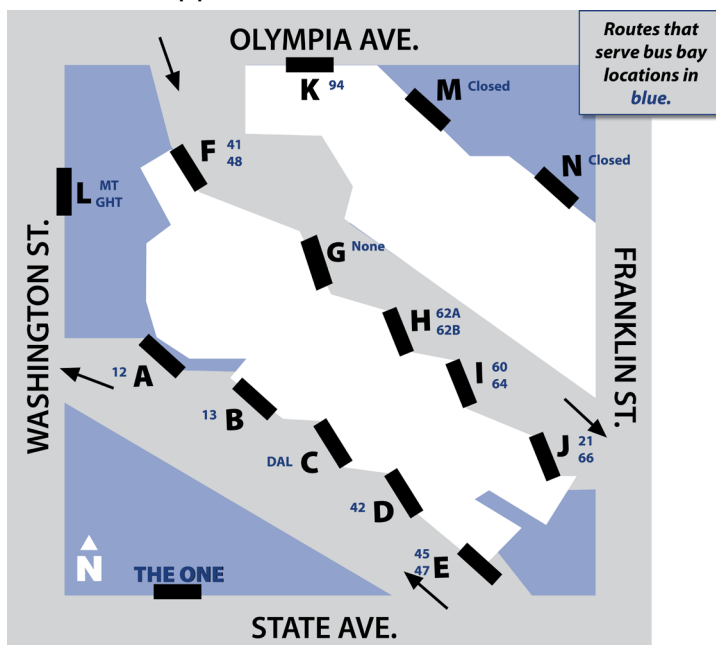 OLYMPIA AVE.
Routes that
serve bus bay
locations in
blue.
K 94
M Closed
F 41
48
N Closed
L MT
GHT
G None
WASHINGTON ST.
FRANKLIN ST.
H 62A
62B
12 A
I 60
64
13 B
J 21
66
DAL C
42 D
45
47 E
N
THE ONE
STATE AVE.